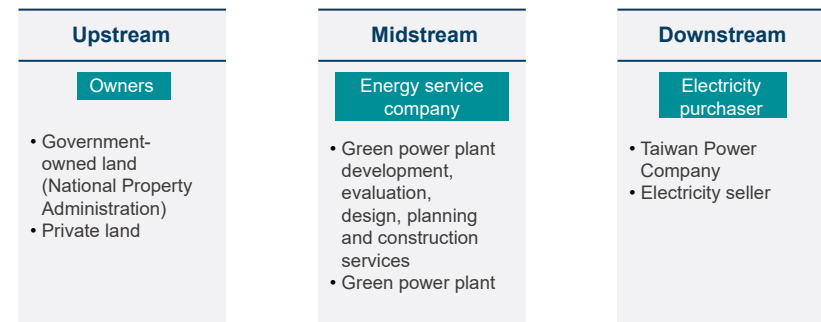 Upstream
Owners
• Government-
owned land
(National Property
Administration)
• Private land
Midstream
Energy service
company
• Green power plant
development,
evaluation,
design, planning
and construction
services
• Green power plant
Downstream
Electricity
purchaser
• Taiwan Power
Company
• Electricity seller